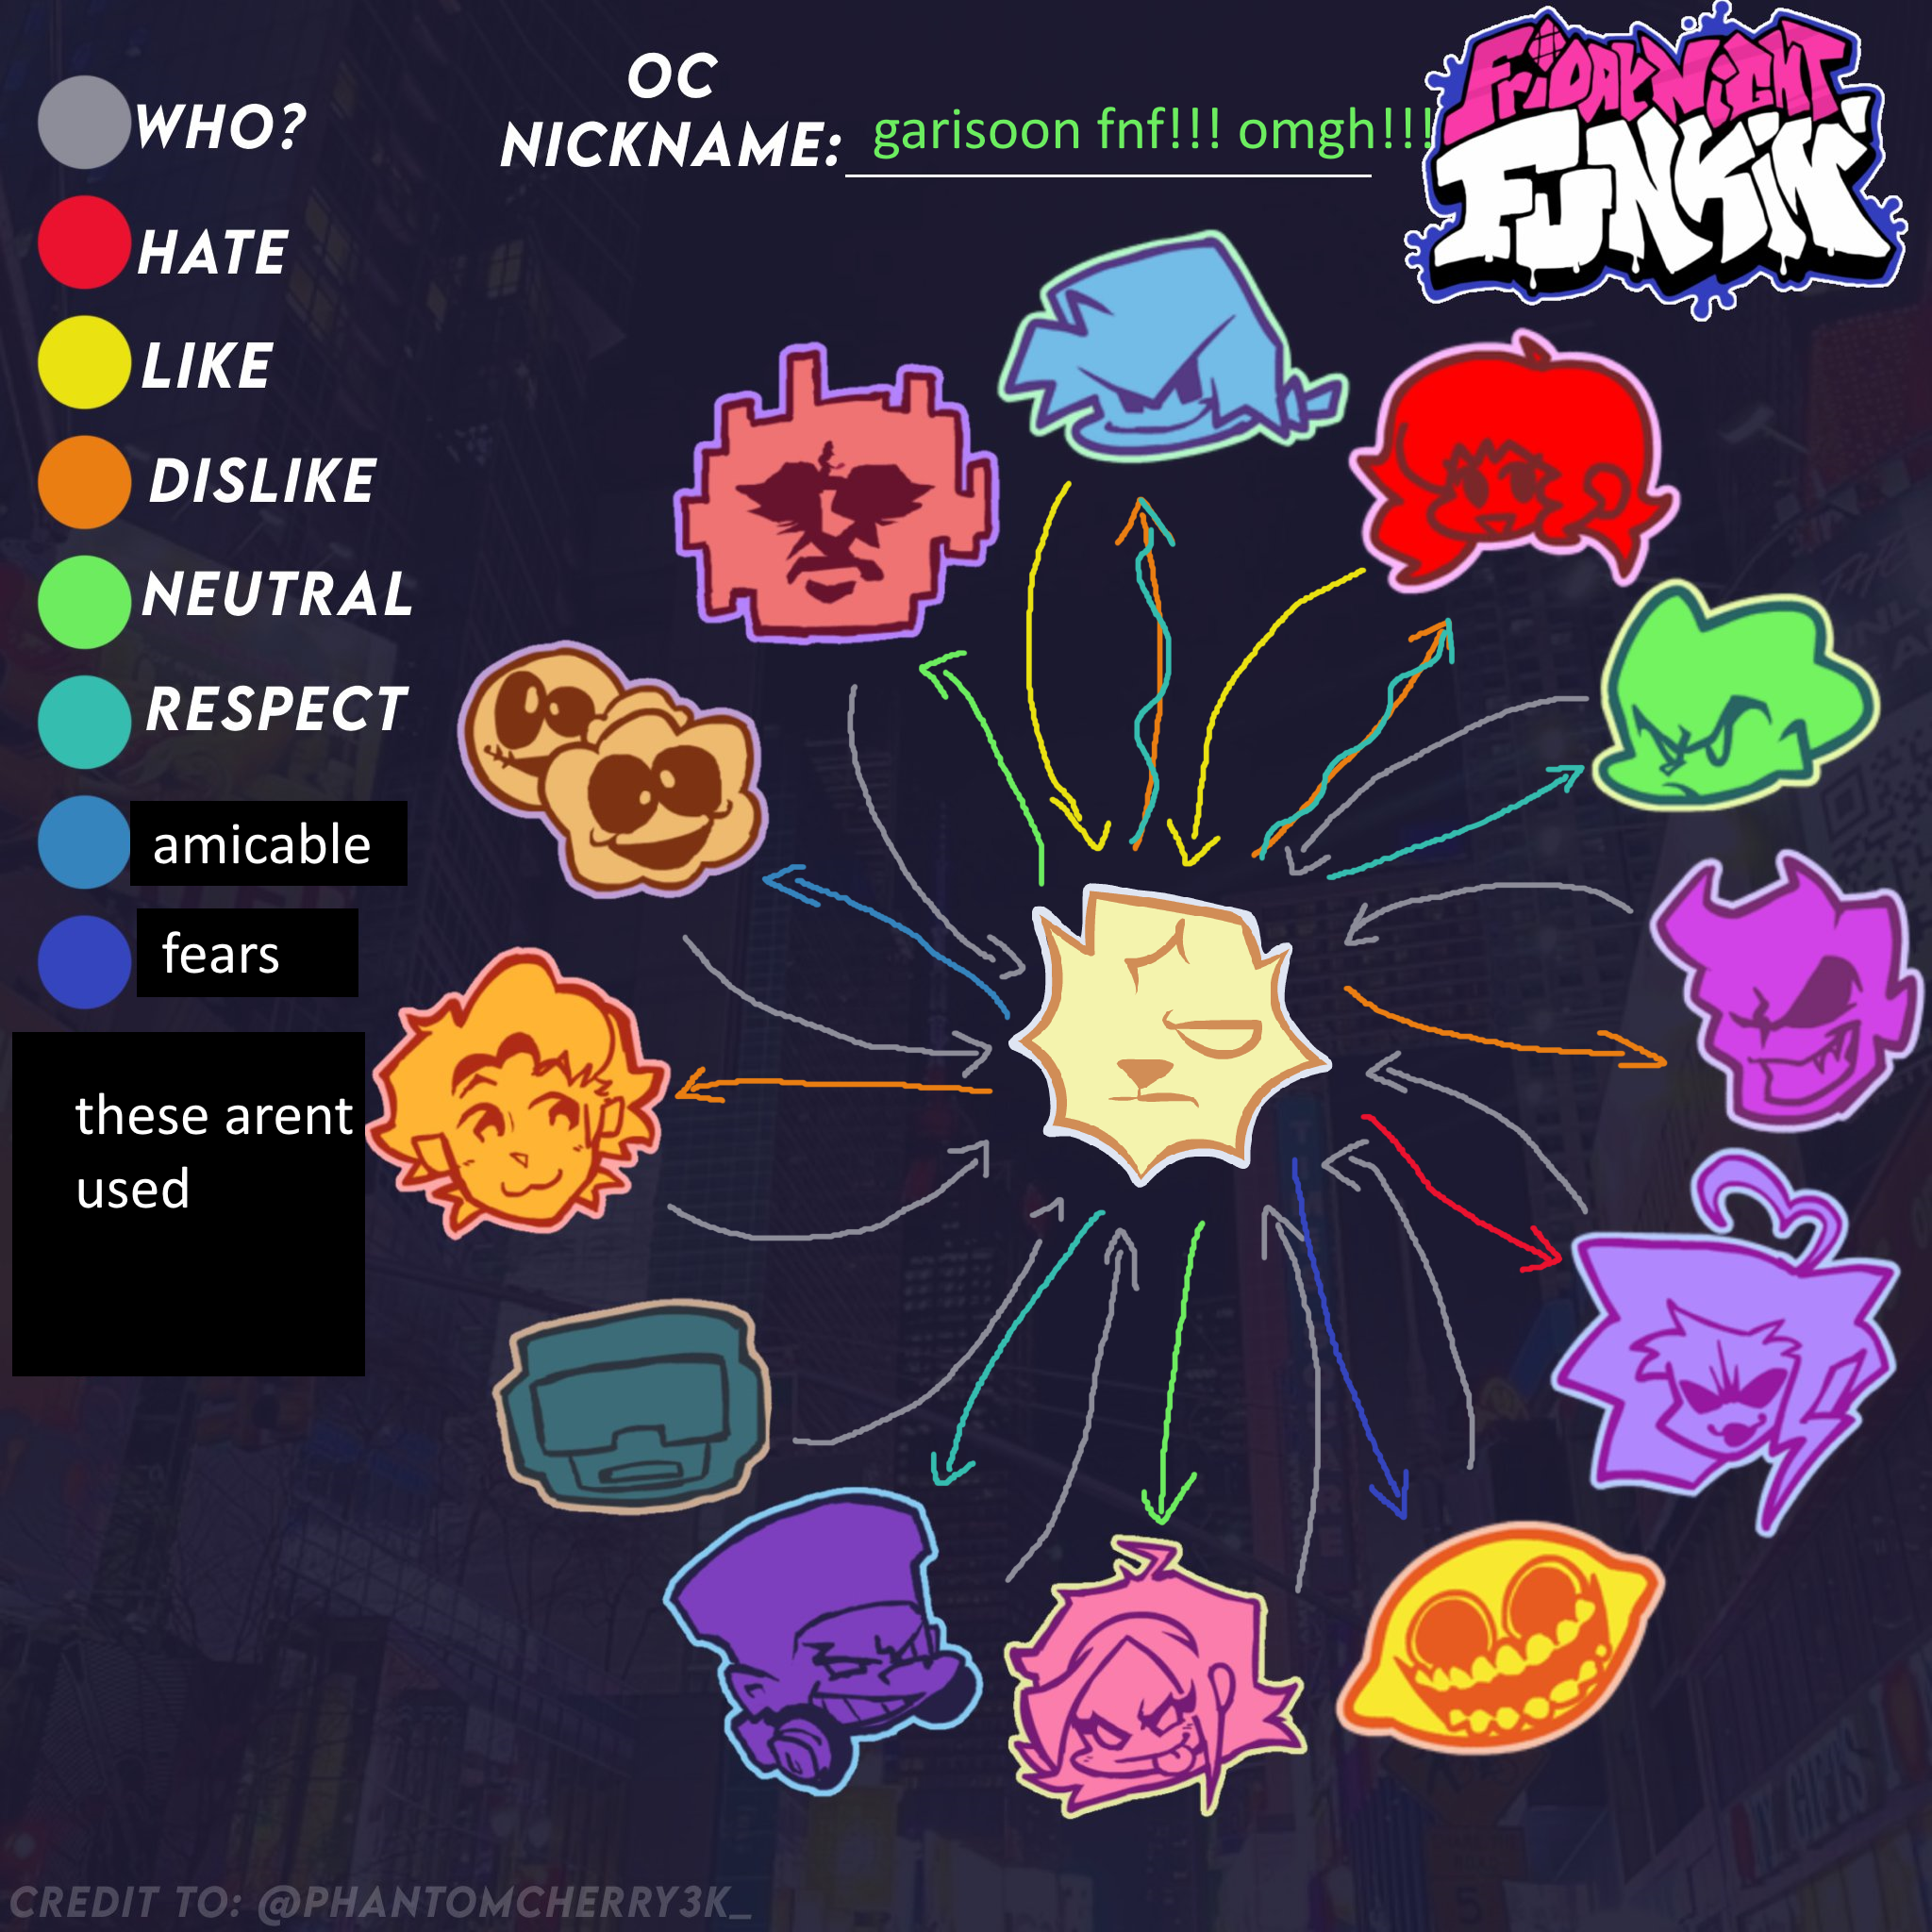 OC
NICKNAME: garisoon fnf!!! omgh!!!
FRIDAY NIGHT
FUNKIN'
WHO?
HATE
LIKE
DISLIKE
NEUTRAL
RESPECT
amicable
fears
these arent
used
CREDIT TO: @PHANTOMCHERRY3K_